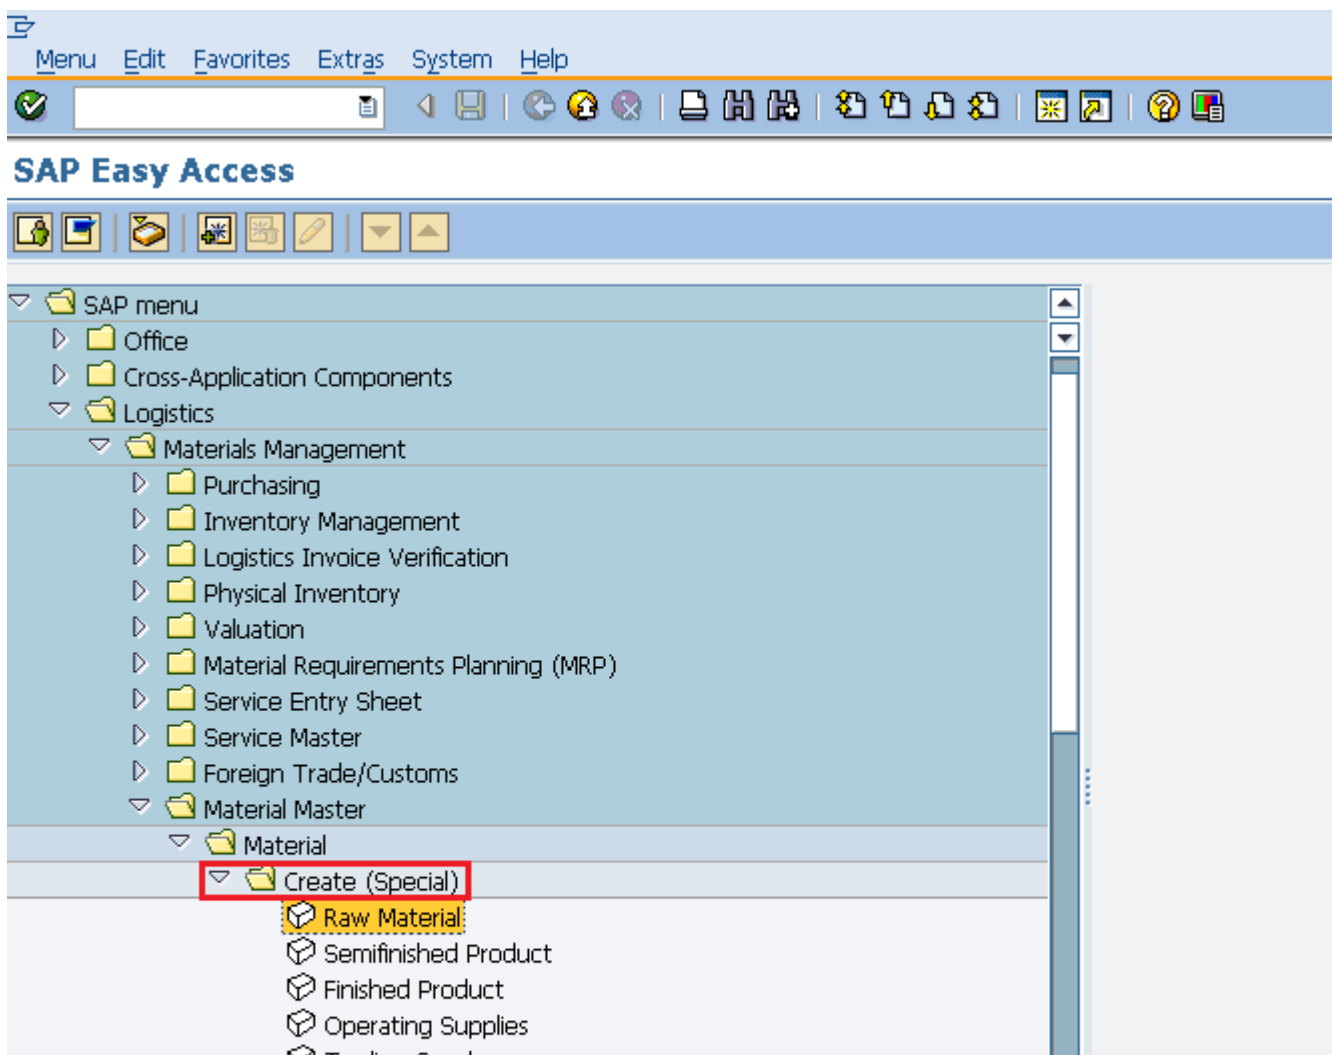 Menu Edit Favorites Extras System Help
SAP Easy Access
SAP menu
Office
Cross-Application Components
Logistics
Materials Management
Purchasing
Inventory Management
Logistics Invoice Verification
Physical Inventory
Valuation
Material Requirements Planning (MRP)
Service Entry Sheet
Service Master
Foreign Trade/Customs
Material Master
Material
Create (Special)
Raw Material
Semifinished Product
Finished Product
Operating Supplies